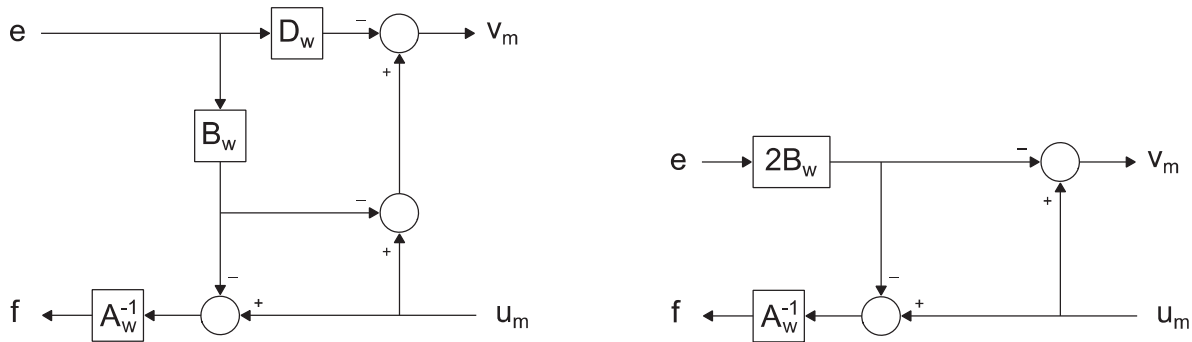 e
D_w
−
v_m
+
B_w
−
+
−
f
A_w^{-1}
+
u_m
e
2B_w
−
v_m
+
−
f
A_w^{-1}
+
u_m